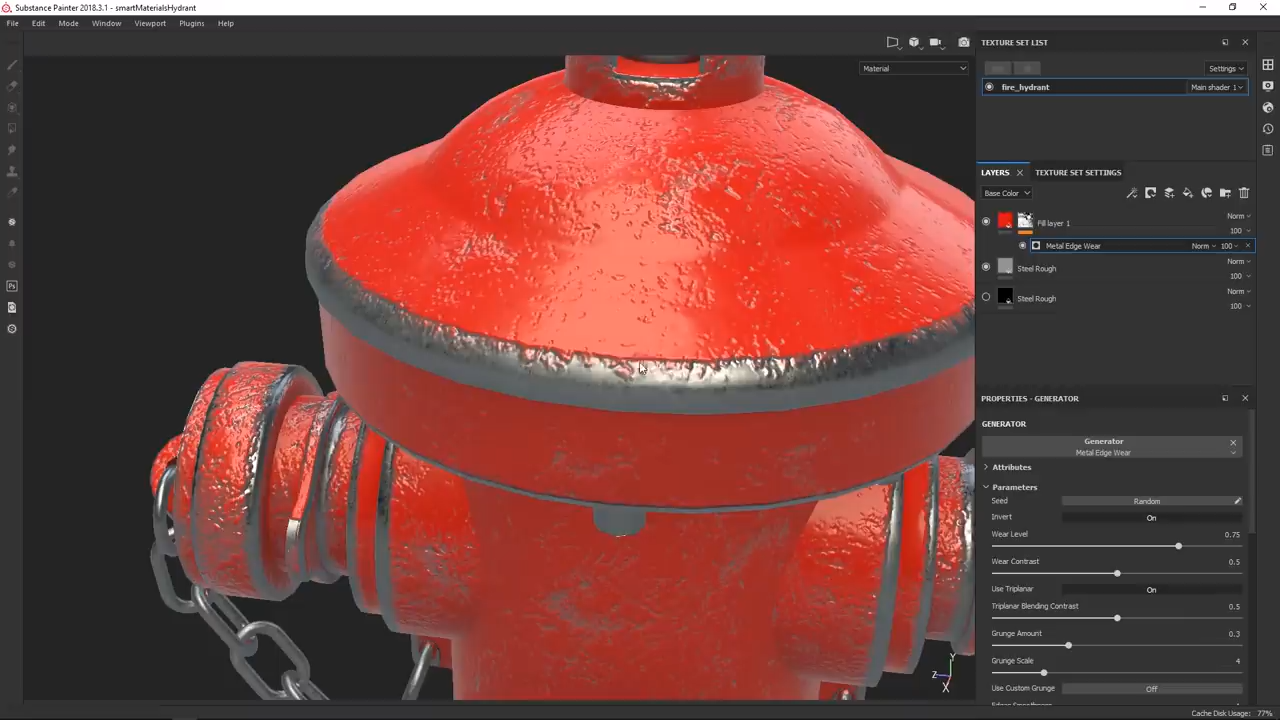 Substance Painter 2018.3.1 - smartMaterialsHydrant
File Edit Mode Window Viewport Plugins Help
Material
TEXTURE SET LIST
Settings
fire_hydrant Main shader 1
LAYERS TEXTURE SET SETTINGS
Base Color
Norm
Fill layer 1
100
Metal Edge Wear Norm 100
Norm
Steel Rough
100
Norm
Steel Rough
100
PROPERTIES - GENERATOR
GENERATOR
Generator
Metal Edge Wear
Attributes
Parameters
Seed Random
Invert On
Wear Level 0.75
Wear Contrast 0.5
Use Triplanar On
Triplanar Blending Contrast 0.5
Grunge Amount 0.3
Grunge Scale 4
Use Custom Grunge Off
Ps
Y
Z
X
Cache Disk Usage: 77%